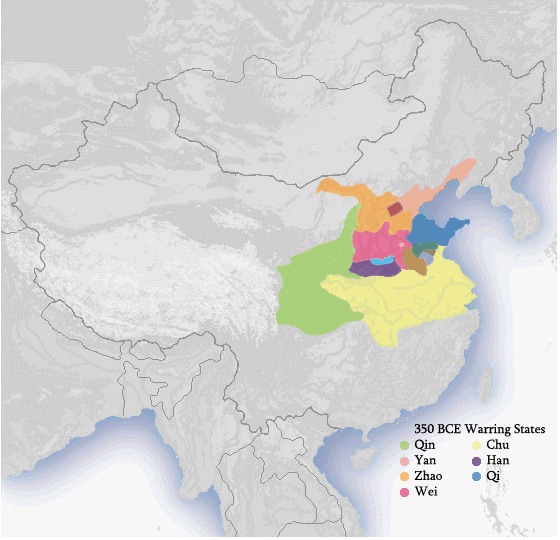 350 BCE Warring States
Qin
Yan
Zhao
Wei
Chu
Han
Qi